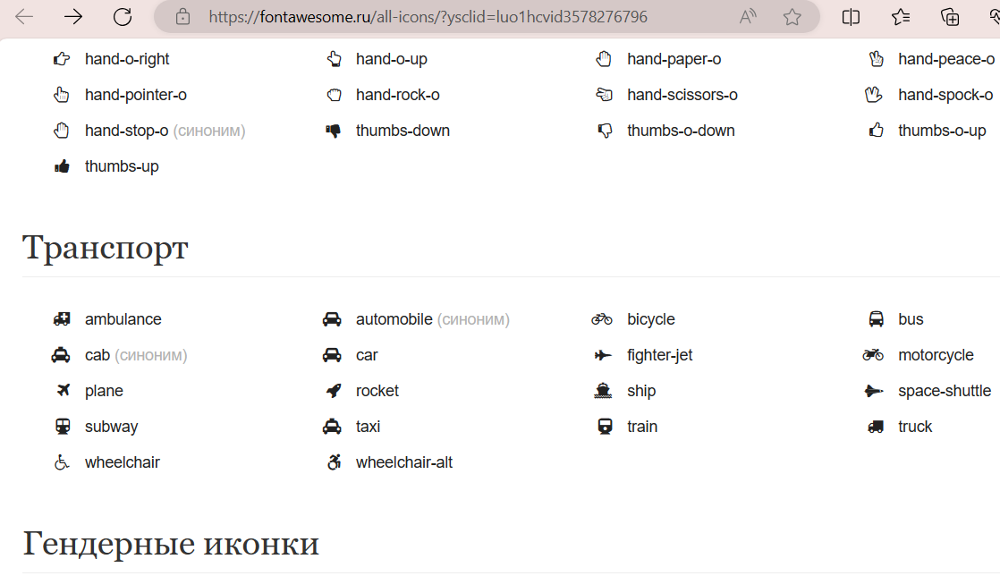 https://fontawesome.ru/all-icons/?ysclid=luo1hcvid3578276796
hand-o-right hand-o-up hand-paper-o hand-peace-o
hand-pointer-o hand-rock-o hand-scissors-o hand-spock-o
hand-stop-o (синоним) thumbs-down thumbs-o-down thumbs-o-up
thumbs-up
Транспорт
ambulance automobile (синоним) bicycle bus
cab (синоним) car fighter-jet motorcycle
plane rocket ship space-shuttle
subway taxi train truck
wheelchair wheelchair-alt
Гендерные иконки